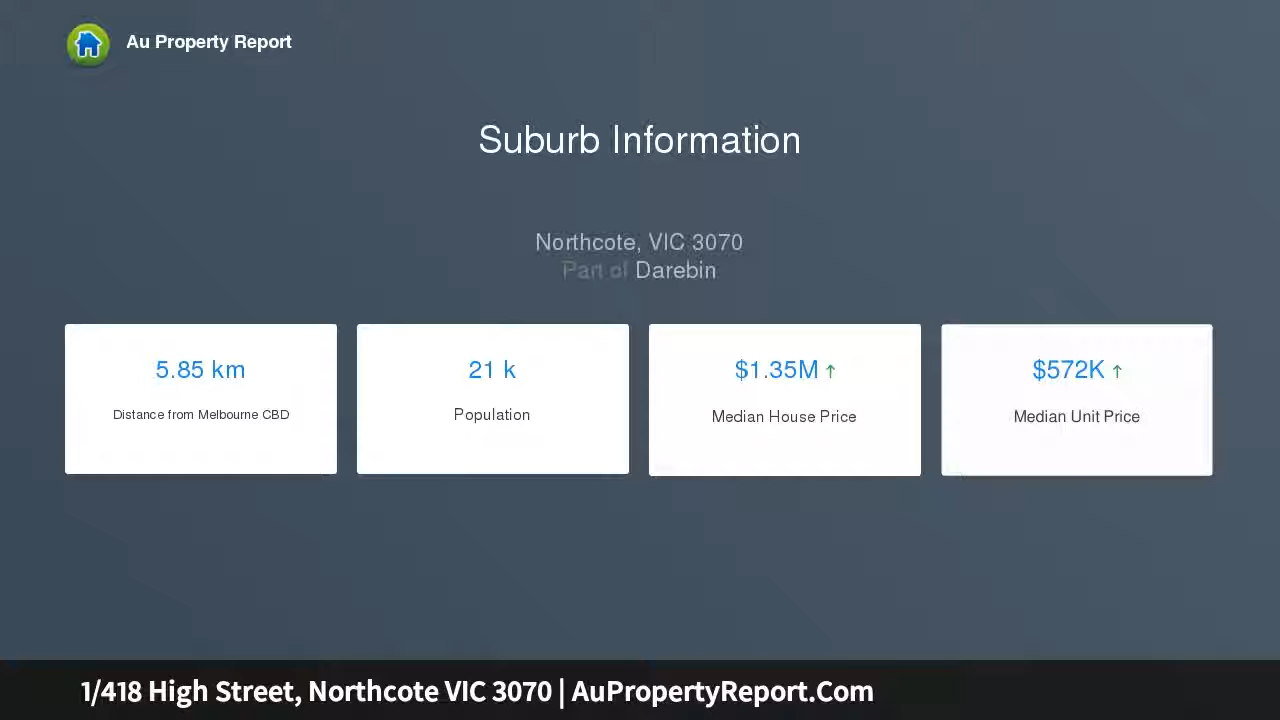 Au Property Report
Suburb Information
Northcote, VIC 3070
Part of Darebin
5.85 km
Distance from Melbourne CBD
21 k
Population
$1.35M ↑
Median House Price
$572K ↑
Median Unit Price
1/418 High Street, Northcote VIC 3070 | AuPropertyReport.Com